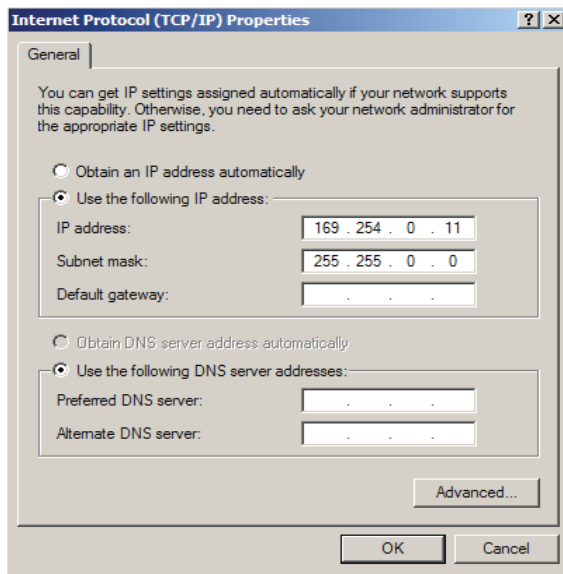 Internet Protocol (TCP/IP) Properties
General
You can get IP settings assigned automatically if your network supports
this capability. Otherwise, you need to ask your network administrator for
the appropriate IP settings.
Obtain an IP address automatically
Use the following IP address:
IP address: 169 . 254 . 0 . 11
Subnet mask: 255 . 255 . 0 . 0
Default gateway: . . .
Obtain DNS server address automatically
Use the following DNS server addresses:
Preferred DNS server: . . .
Alternate DNS server: . . .
Advanced...
OK Cancel